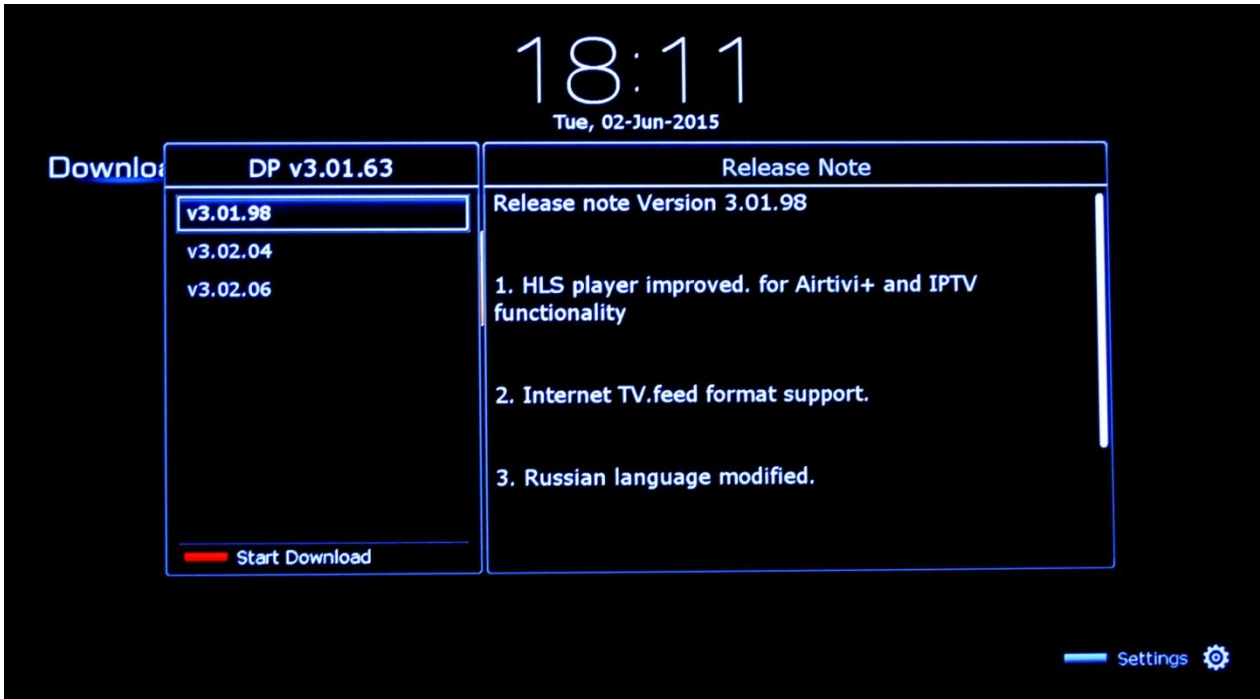 18:11
Tue, 02-Jun-2015
DP v3.01.63
Release Note
v3.01.98
v3.02.04
v3.02.06
Start Download
Release note Version 3.01.98
1. HLS player improved. for Airtivi+ and IPTV
functionality
2. Internet TV.feed format support.
3. Russian language modified.
Settings